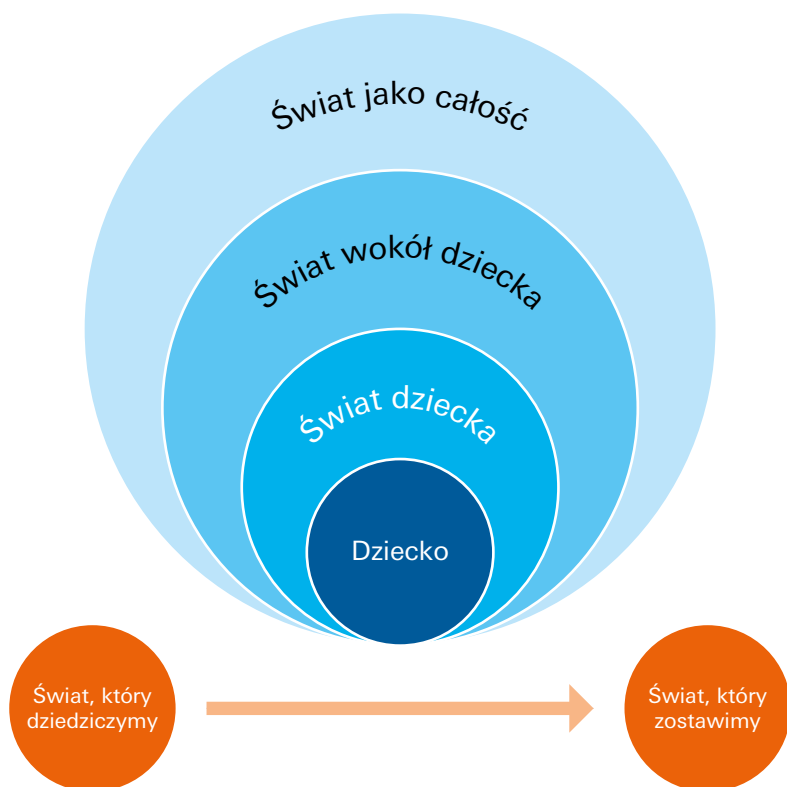 Świat jako całość
Świat wokół dziecka
Świat dziecka
Dziecko
Świat, który
dziedziczymy
Świat, który
zostawimy